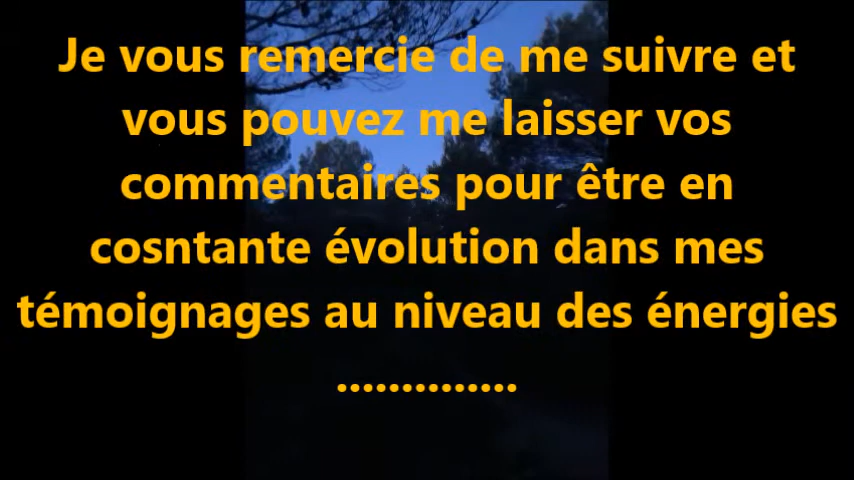 Je vous remercie de me suivre et
vous pouvez me laisser vos
commentaires pour être en
cosntante évolution dans mes
témoignages au niveau des énergies
..............